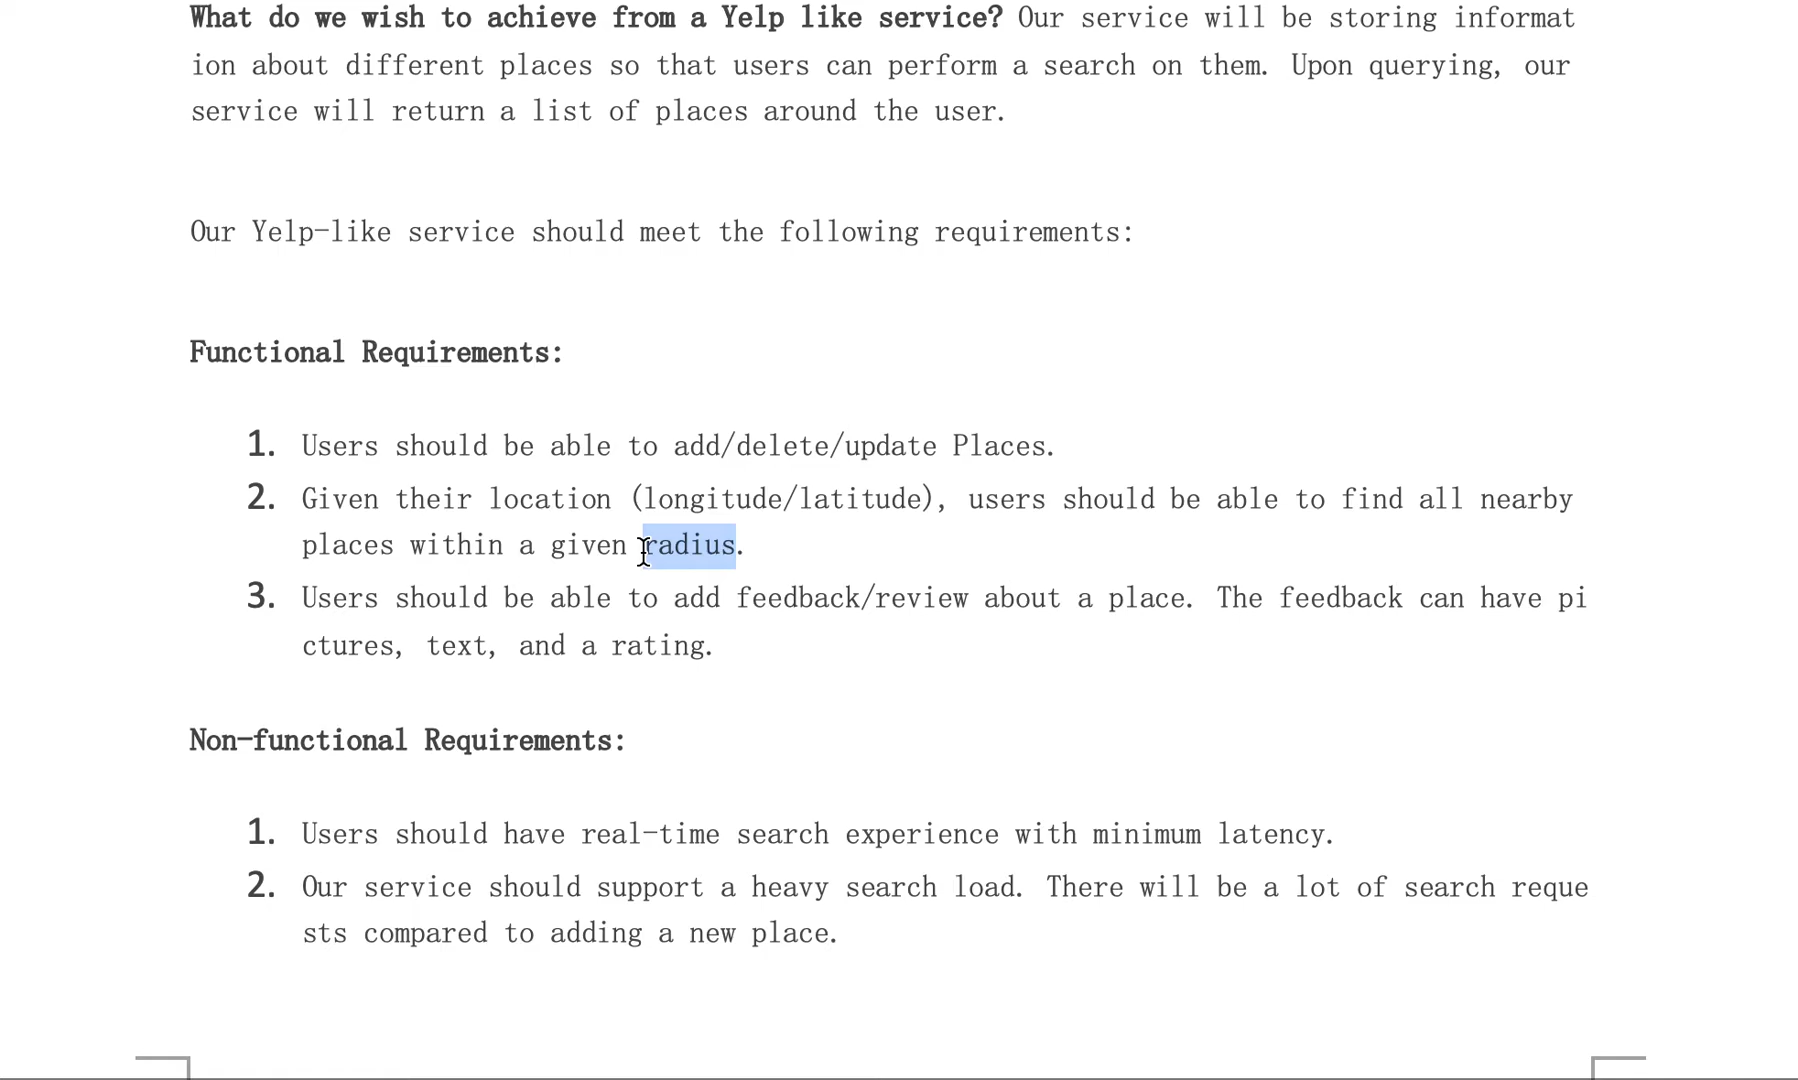 What do we wish to achieve from a Yelp like service? Our service will be storing informat
ion about different places so that users can perform a search on them. Upon querying, our
service will return a list of places around the user.
Our Yelp-like service should meet the following requirements:
Functional Requirements:
1. Users should be able to add/delete/update Places.
2. Given their location (longitude/latitude), users should be able to find all nearby
places within a given radius.
3. Users should be able to add feedback/review about a place. The feedback can have pi
ctures, text, and a rating.
Non-functional Requirements:
1. Users should have real-time search experience with minimum latency.
2. Our service should support a heavy search load. There will be a lot of search reque
sts compared to adding a new place.